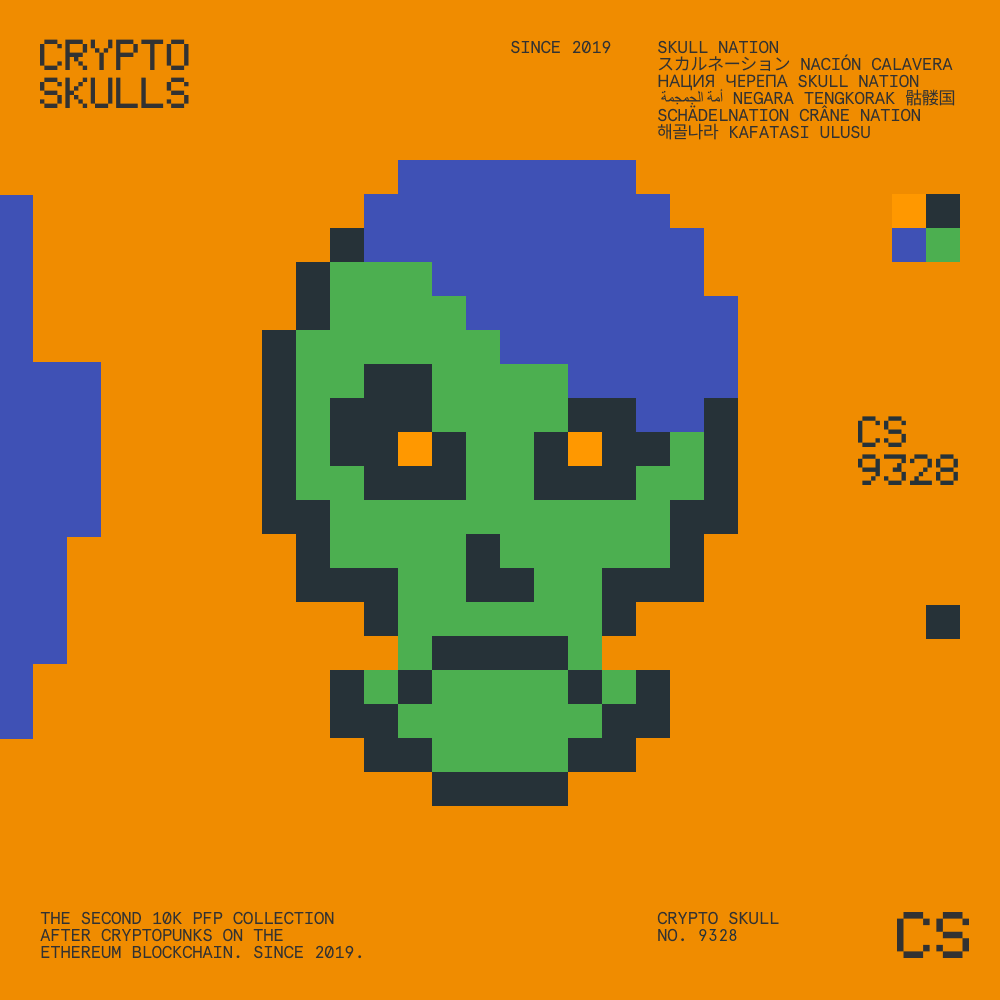 CRYPTO
SKULLS
SINCE 2019
SKULL NATION
スカルネーション NACIÓN CALAVERA
НАЦИЯ ЧЕРЕПА SKULL NATION
أمة الجمجمة NEGARA TENGKORAK 骷髅国
SCHÄDELNATION CRÂNE NATION
해골나라 KAFATASI ULUSU
CS
9328
THE SECOND 10K PFP COLLECTION
AFTER CRYPTOPUNKS ON THE
ETHEREUM BLOCKCHAIN. SINCE 2019.
CRYPTO SKULL
NO. 9328
CS